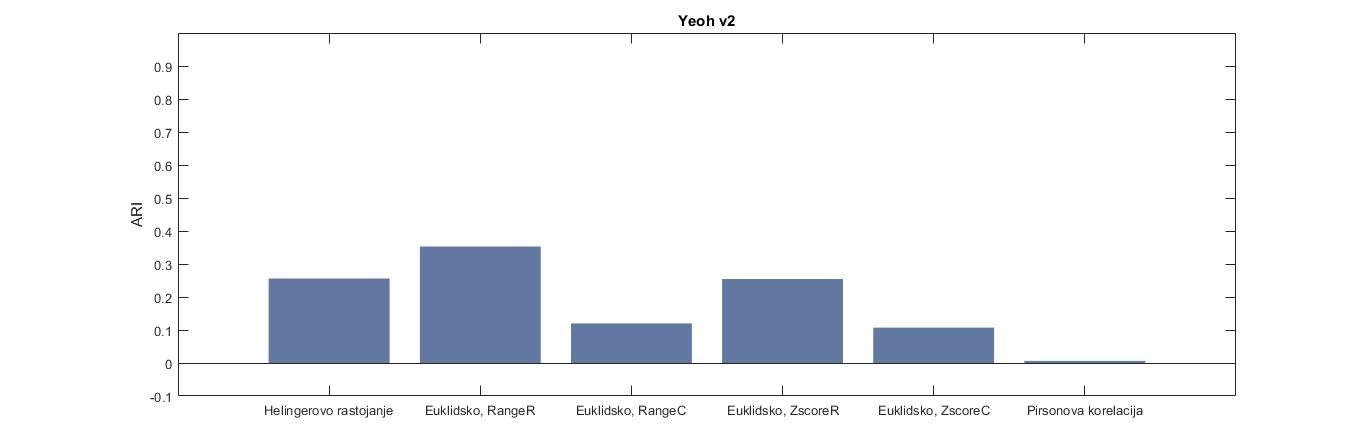 Yeoh v2
0.9
0.8
0.7
0.6
0.5
0.4
0.3
0.2
0.1
0
-0.1
ARI
Helingerovo rastojanje
Euklidsko, RangeR
Euklidsko, RangeC
Euklidsko, ZscoreR
Euklidsko, ZscoreC
Pirsonova korelacija